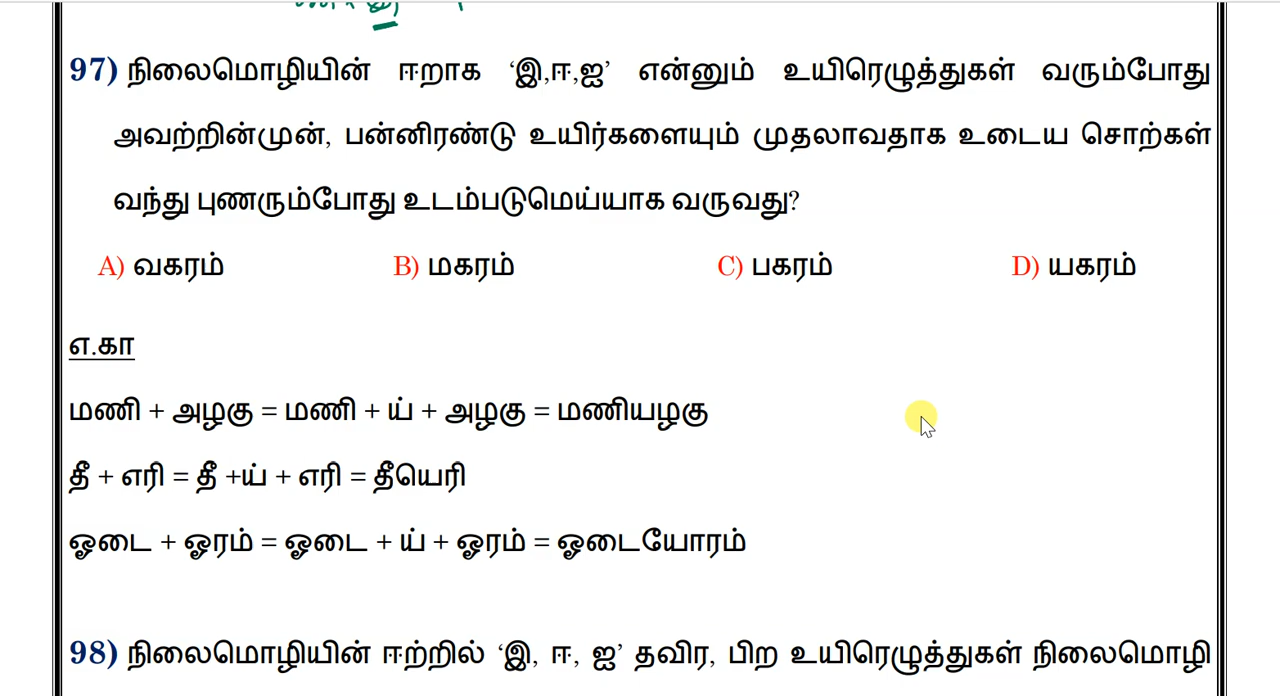 97) நிலைமொழியின் ஈறாக ‘இ,ஈ,ஐ’ என்னும் உயிரெழுத்துகள் வரும்போது
அவற்றின்முன், பன்னிரண்டு உயிர்களையும் முதலாவதாக உடைய சொற்கள்
வந்து புணரும்போது உடம்படுமெய்யாக வருவது?
A) வகரம் B) மகரம் C) பகரம் D) யகரம்
எ.கா
மணி + அழகு = மணி + ய் + அழகு = மணியழகு
தீ + எரி = தீ +ய் + எரி = தீயெரி
ஓடை + ஓரம் = ஓடை + ய் + ஓரம் = ஓடையோரம்
98) நிலைமொழியின் ஈற்றில் ‘இ, ஈ, ஐ’ தவிர, பிற உயிரெழுத்துகள் நிலைமொழி